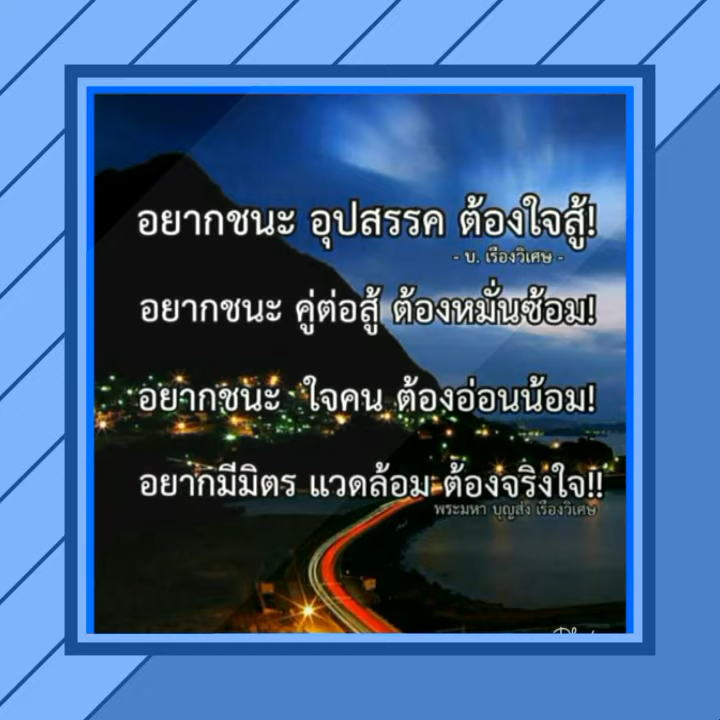 อยากชนะ อุปสรรค ต้องใจสู้!
- บ. เรืองวิเศษ -
อยากชนะ คู่ต่อสู้ ต้องหมั่นซ้อม!
อยากชนะ ใจคน ต้องอ่อนน้อม!
อยากมีมิตร แวดล้อม ต้องจริงใจ!!
พระมหา บุญส่ง เรืองวิเศษ